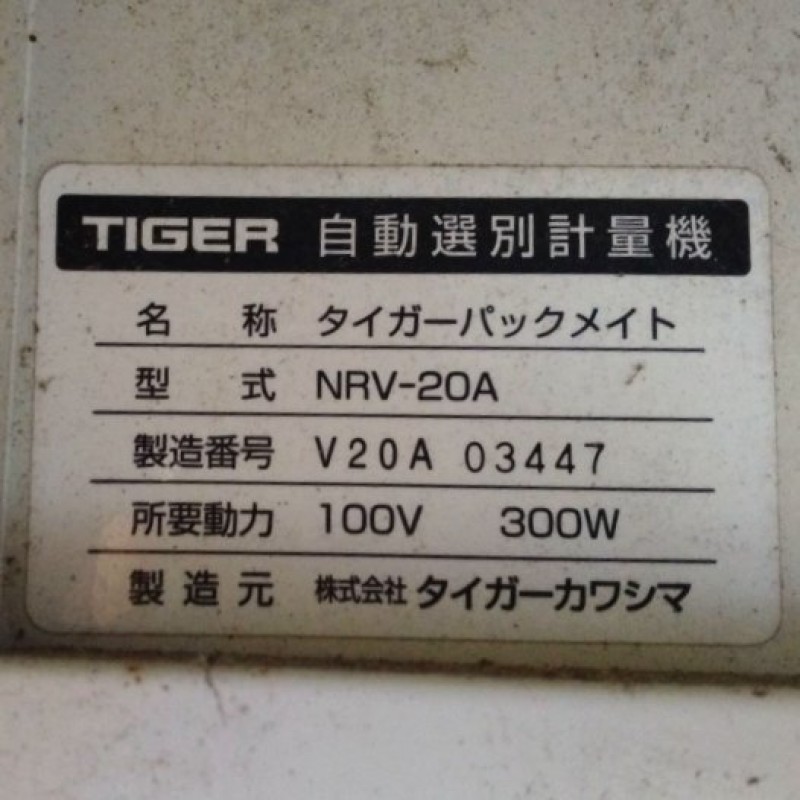 TIGER 自動選別計量機
名称 タイガーパックメイト
型式 NRV-20A
製造番号 V20A 03447
所要動力 100V 300W
製造元 株式会社 タイガーカワシマ